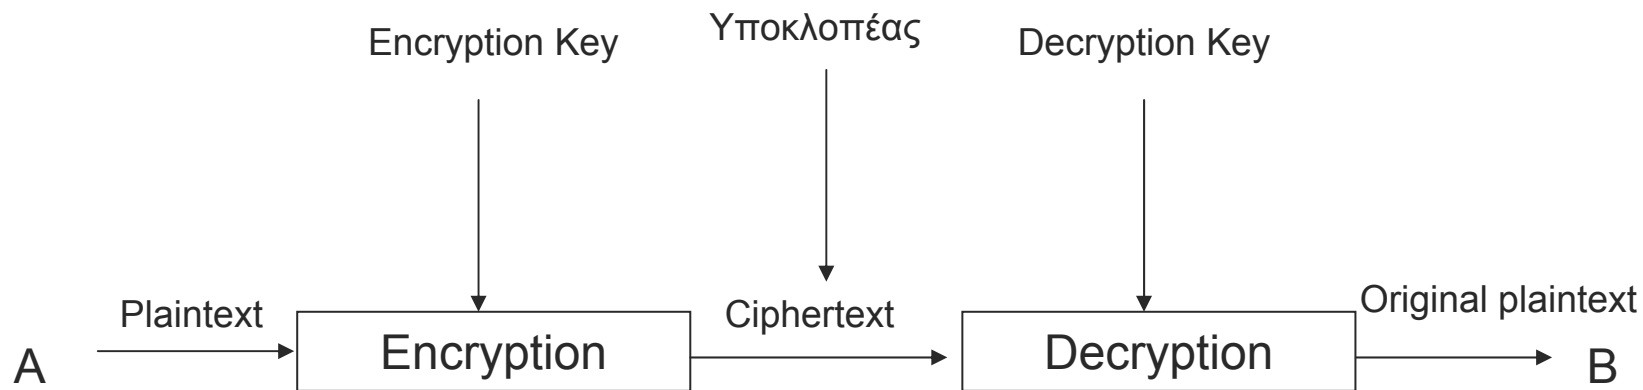 Encryption Key
Υποκλοπέας
Decryption Key
Plaintext
Ciphertext
Original plaintext
A
Encryption
Decryption
B